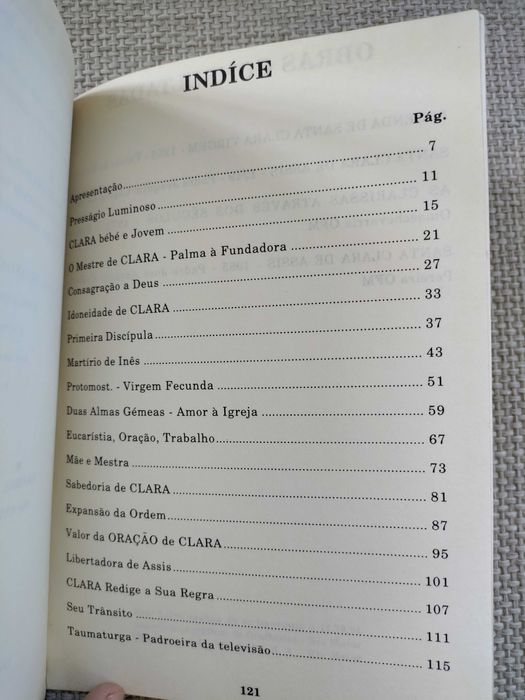 INDÍCE
Pág.
Apresentação 7
Presságio Luminoso 11
CLARA bébé e Jovem 15
O Mestre de CLARA - Palma à Fundadora 21
Consagração a Deus 27
Idoneidade de CLARA 33
Primeira Discípula 37
Martírio de Inês 43
Protomost. - Virgem Fecunda 51
Duas Almas Gémeas - Amor à Igreja 59
Eucarístia, Oração, Trabalho 67
Mãe e Mestra 73
Sabedoria de CLARA 81
Expansão da Ordem 87
Valor da ORAÇÃO de CLARA 95
Libertadora de Assis 101
CLARA Redige a Sua Regra 107
Seu Trânsito 111
Taumaturga - Padroeira da televisão 115
121